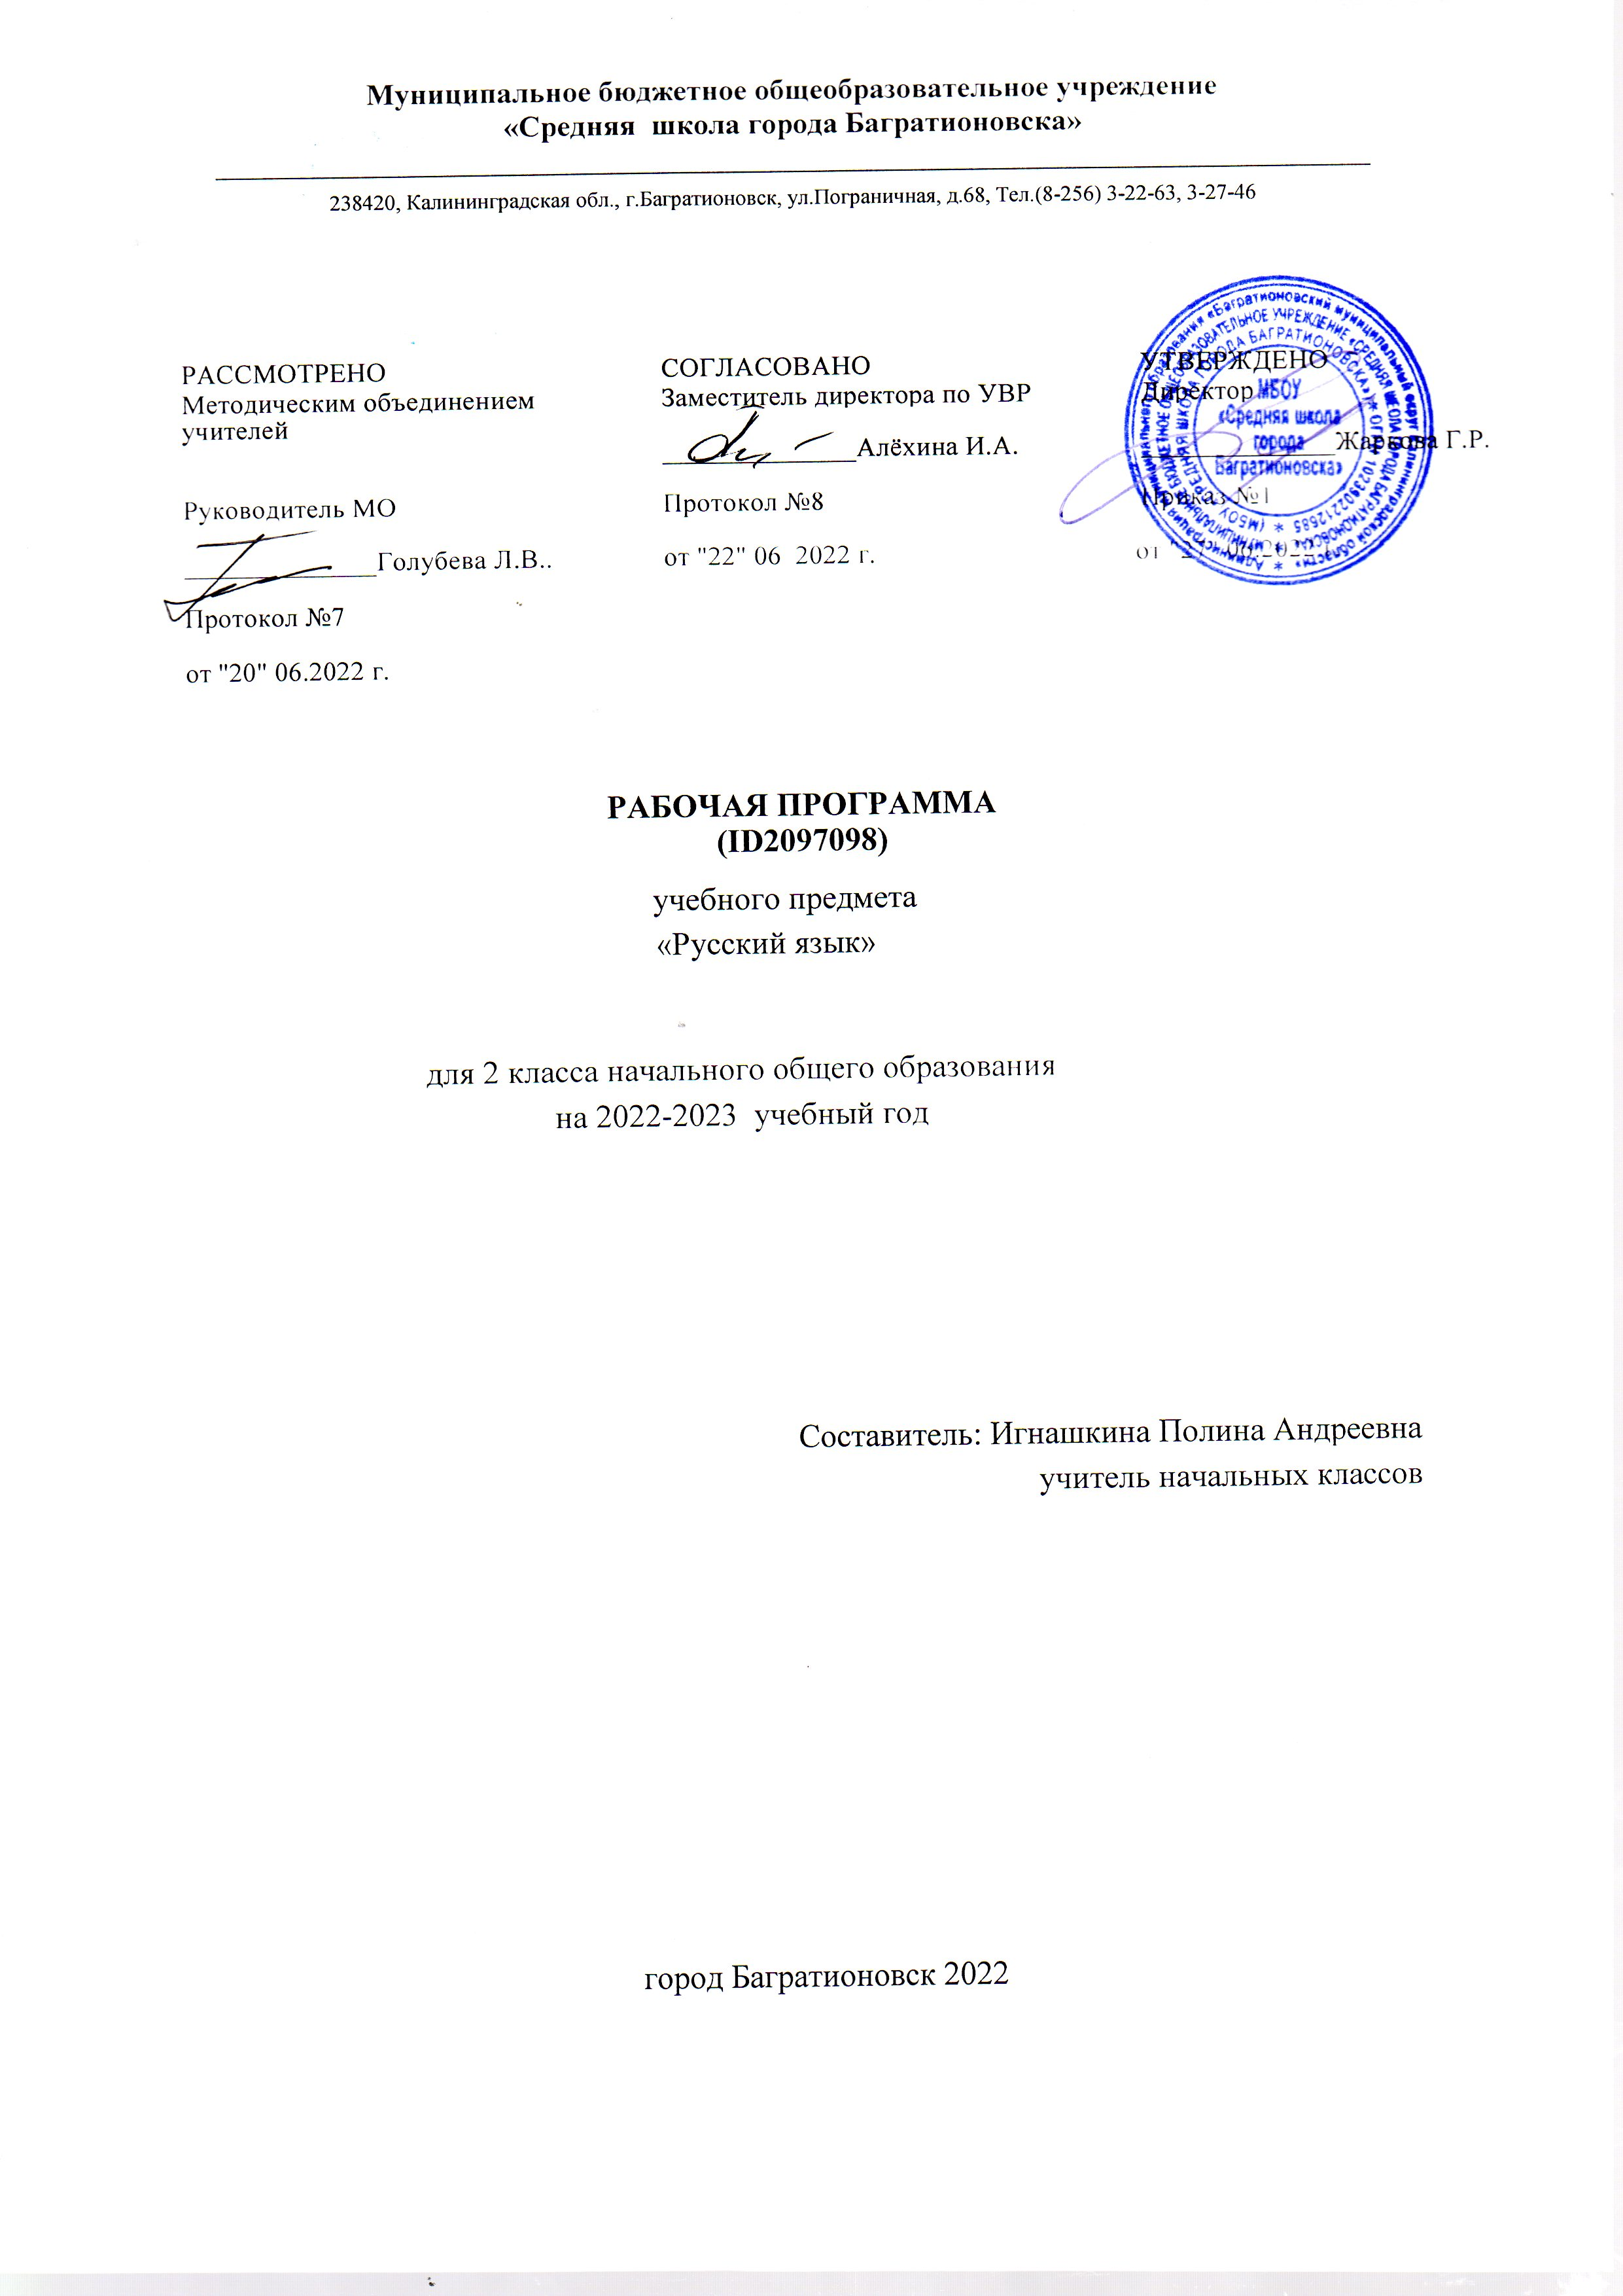 Муниципальное бюджетное общеобразовательное учреждение
«Средняя школа города Багратионовска»
238420, Калининградская обл., г.Багратионовск, ул.Пограничная, д.68, Тел.(8-256) 3-22-63, 3-27-46
РАССМОТРЕНО
Методическим объединением
учителей
Руководитель МО
______________Голубева Л.В..
Протокол №7
от "20" 06.2022 г.
СОГЛАСОВАНО
Заместитель директора по УВР
______________Алёхина И.А.
Протокол №8
от "22" 06 2022 г.
УТВЕРЖДЕНО
Директор
______________Жаркова Г.Р.
Приказ №1
от
МБОУ
«Средняя школа
города
Багратионовска»
РАБОЧАЯ ПРОГРАММА
(ID2097098)
учебного предмета
«Русский язык»
для 2 класса начального общего образования
на 2022-2023 учебный год
Составитель: Игнашкина Полина Андреевна
учитель начальных классов
город Багратионовск 2022